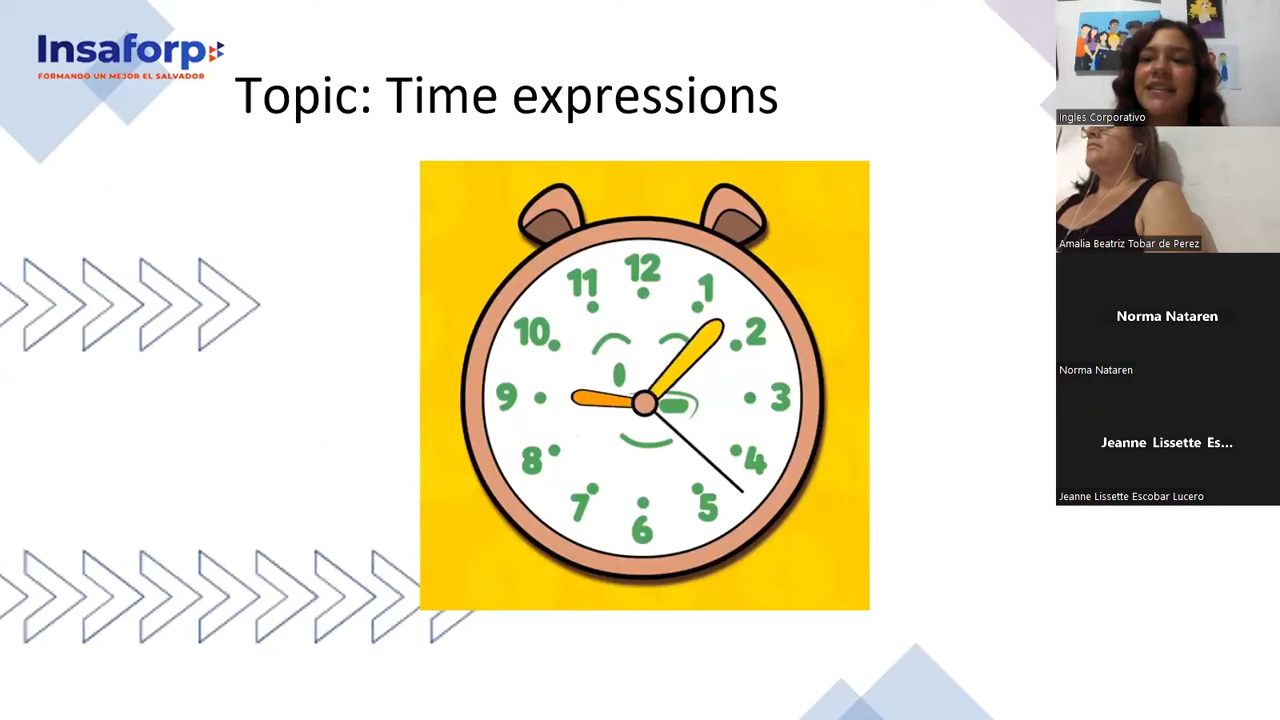 Insaforp
FORMANDO UN MEJOR EL SALVADOR
Topic: Time expressions
12
11
1
10
2
9
3
8
4
7
5
6
Ingles Corporativo
Amalia Beatriz Tobar de Perez
Norma Nataren
Norma Nataren
Jeanne Lissette Es...
Jeanne Lissette Escobar Lucero